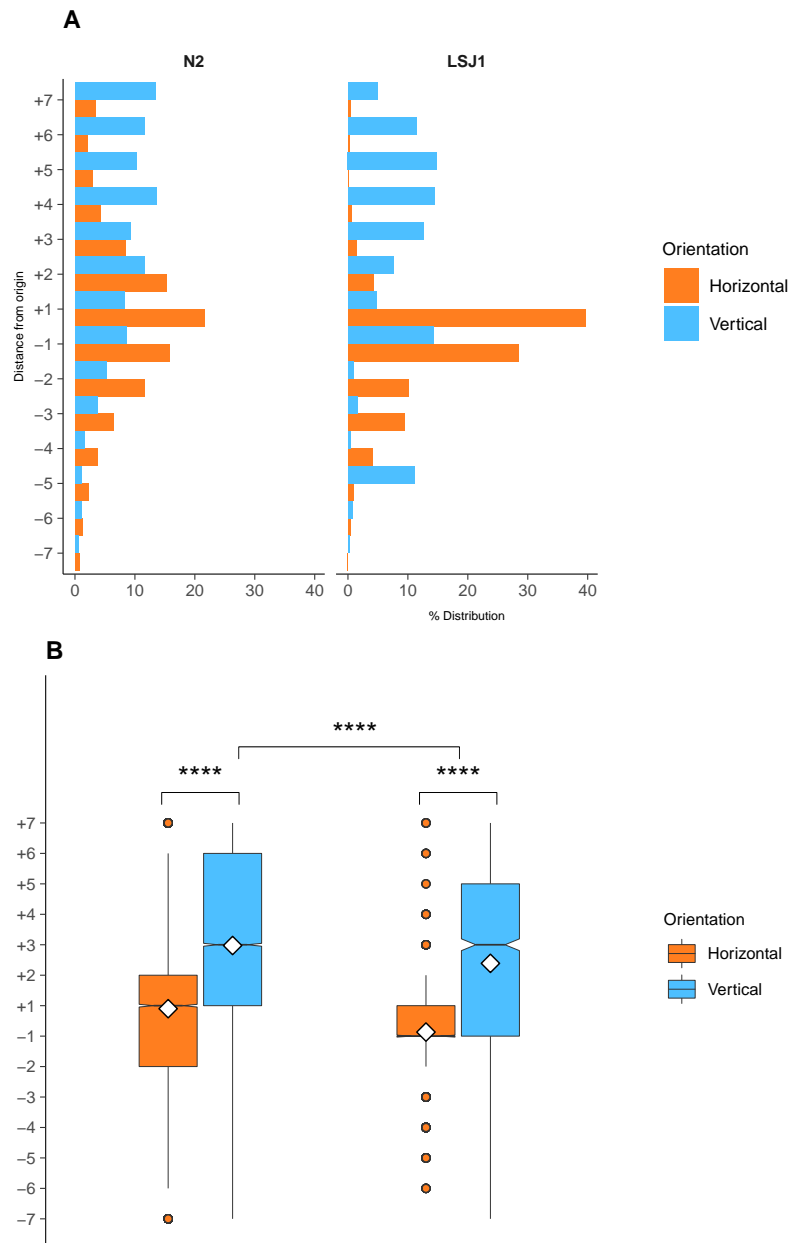 A
N2 LSJ1
Distance from origin
+7
+6
+5
+4
+3
+2
+1
−1
−2
−3
−4
−5
−6
−7
0 10 20 30 40 0 10 20 30 40
% Distribution
Orientation
Horizontal
Vertical
B
****
**** ****
+7
+6
+5
+4
+3
+2
+1
−1
−2
−3
−4
−5
−6
−7
Orientation
Horizontal
Vertical